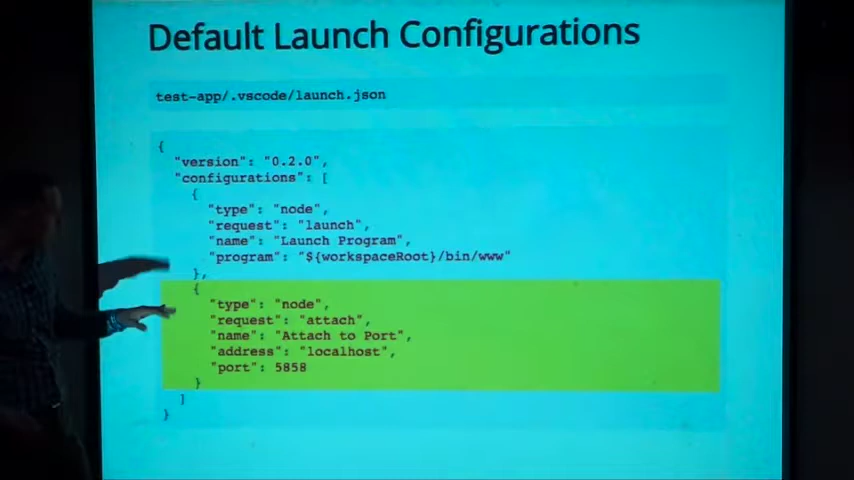 Default Launch Configurations
test-app/.vscode/launch.json
{
"version": "0.2.0",
"configurations": [
{
"type": "node",
"request": "launch",
"name": "Launch Program",
"program": "${workspaceRoot}/bin/www"
},
{
"type": "node",
"request": "attach",
"name": "Attach to Port",
"address": "localhost",
"port": 5858
}
]
}